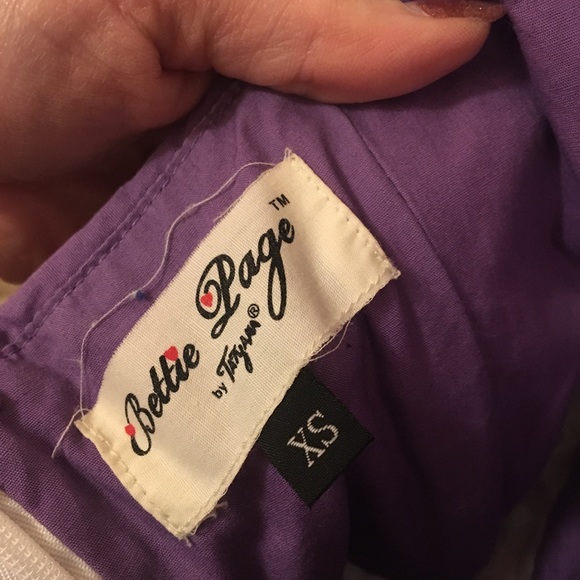 Bettie Page™
by Tatyana®
XS